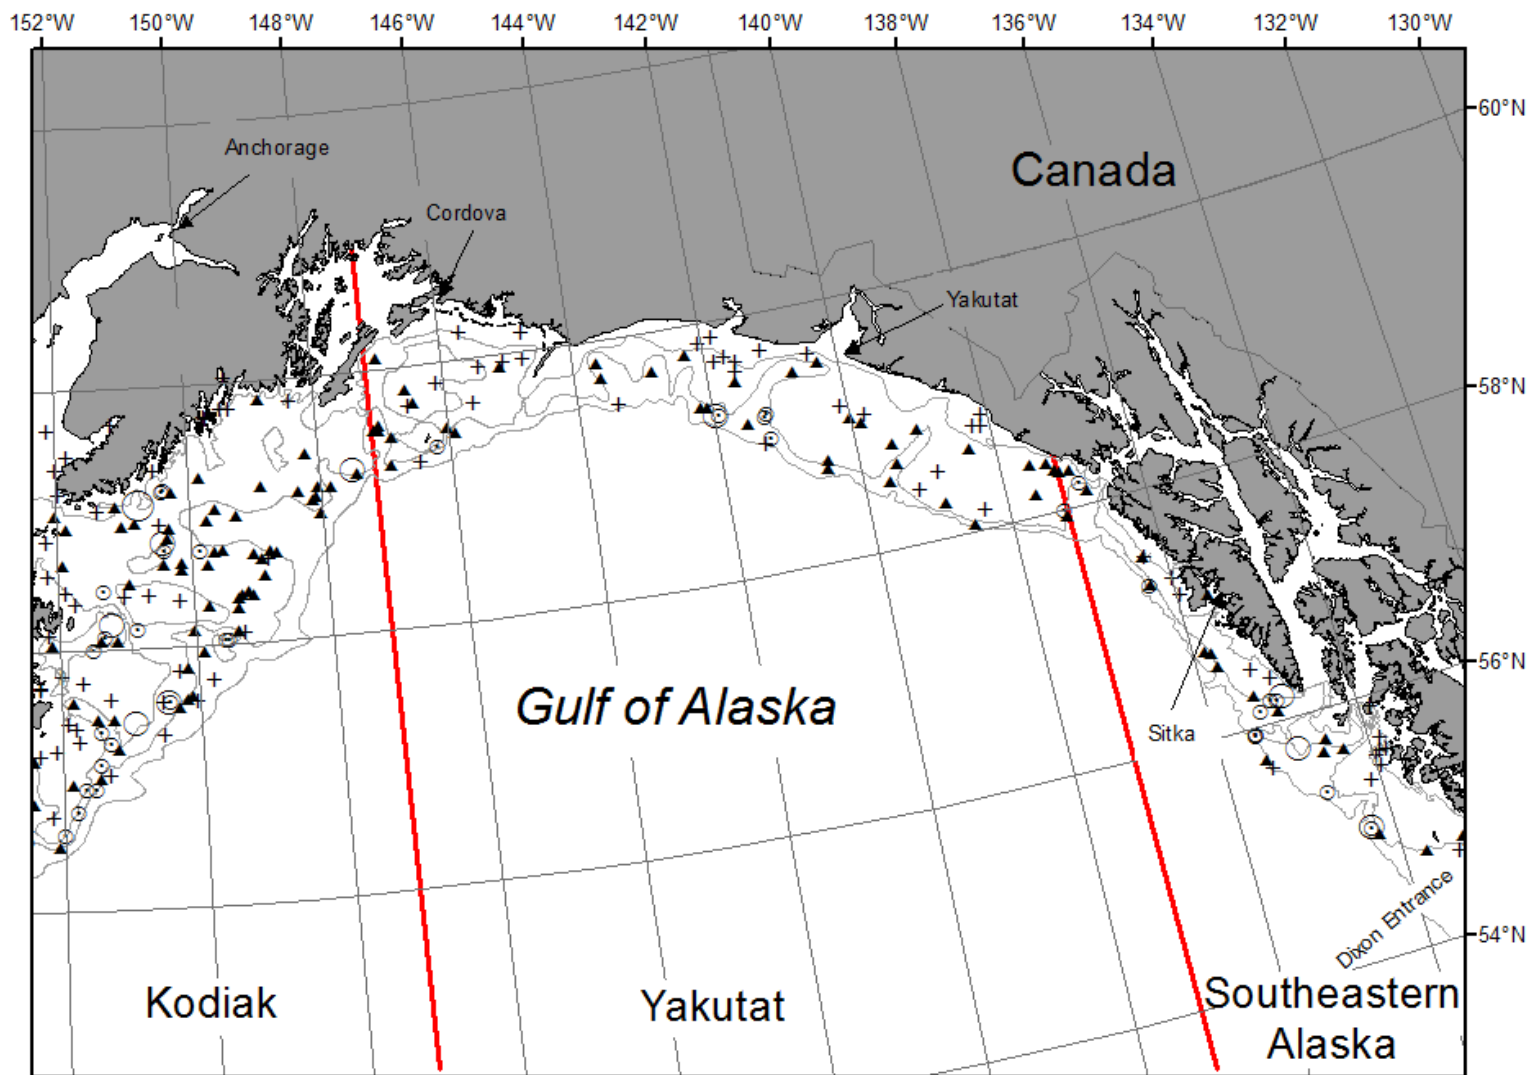 152°W 150°W 148°W 146°W 144°W 142°W 140°W 138°W 136°W 134°W 132°W 130°W
60°N
Anchorage
Canada
Cordova
Yakutat
58°N
56°N
Gulf of Alaska
Sitka
Dixon Entrance
54°N
Kodiak
Yakutat
Southeastern
Alaska